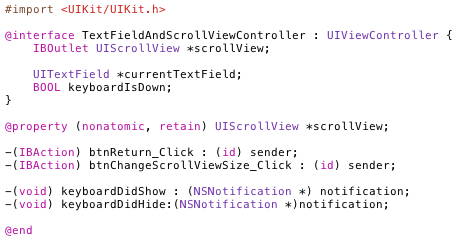 #import <UIKit/UIKit.h>
@interface TextFieldAndScrollViewController : UIViewController {
IBOutlet UIScrollView *scrollView;
UITextField *currentTextField;
BOOL keyboardIsDown;
}
@property (nonatomic, retain) UIScrollView *scrollView;
-(IBAction) btnReturn_Click : (id) sender;
-(IBAction) btnChangeScrollViewSize_Click : (id) sender;
-(void) keyboardDidShow : (NSNotification *) notification;
-(void) keyboardDidHide:(NSNotification *)notification;
@end